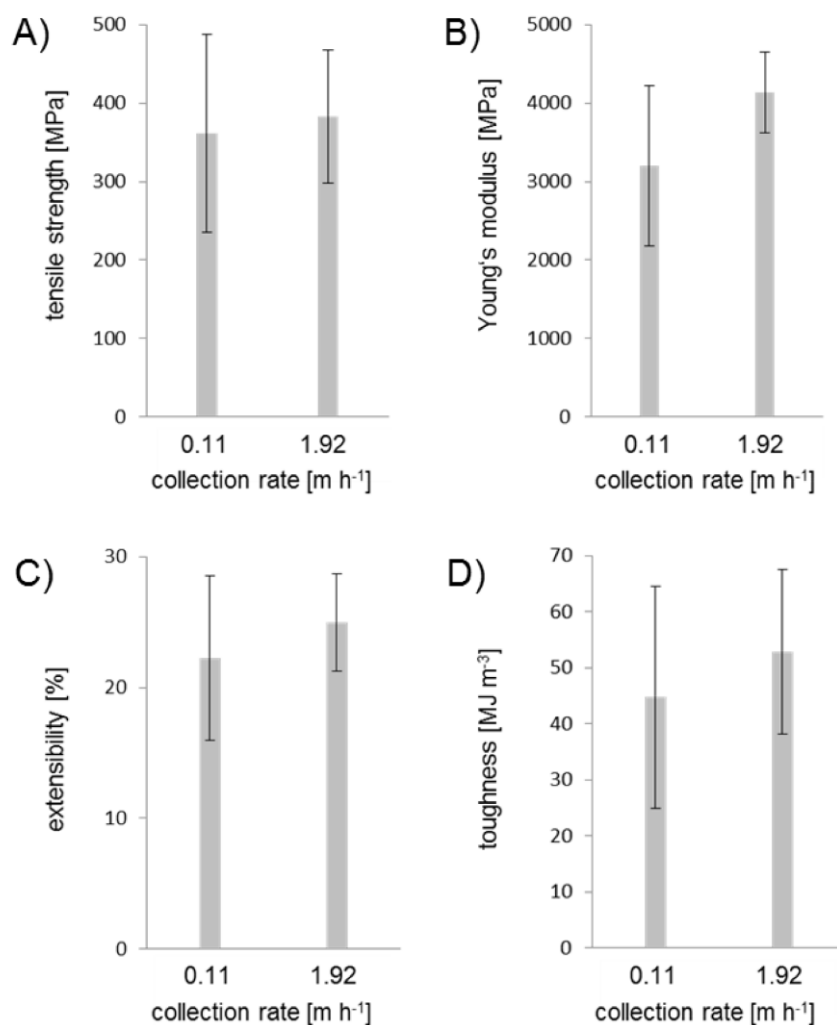 A)
tensile strength [MPa]
500
400
300
200
100
0
0.11 1.92
collection rate [m h⁻¹]
B)
Young's modulus [MPa]
5000
4000
3000
2000
1000
0
0.11 1.92
collection rate [m h⁻¹]
C)
extensibility [%]
30
20
10
0
0.11 1.92
collection rate [m h⁻¹]
D)
toughness [MJ m⁻³]
70
60
50
40
30
20
10
0
0.11 1.92
collection rate [m h⁻¹]